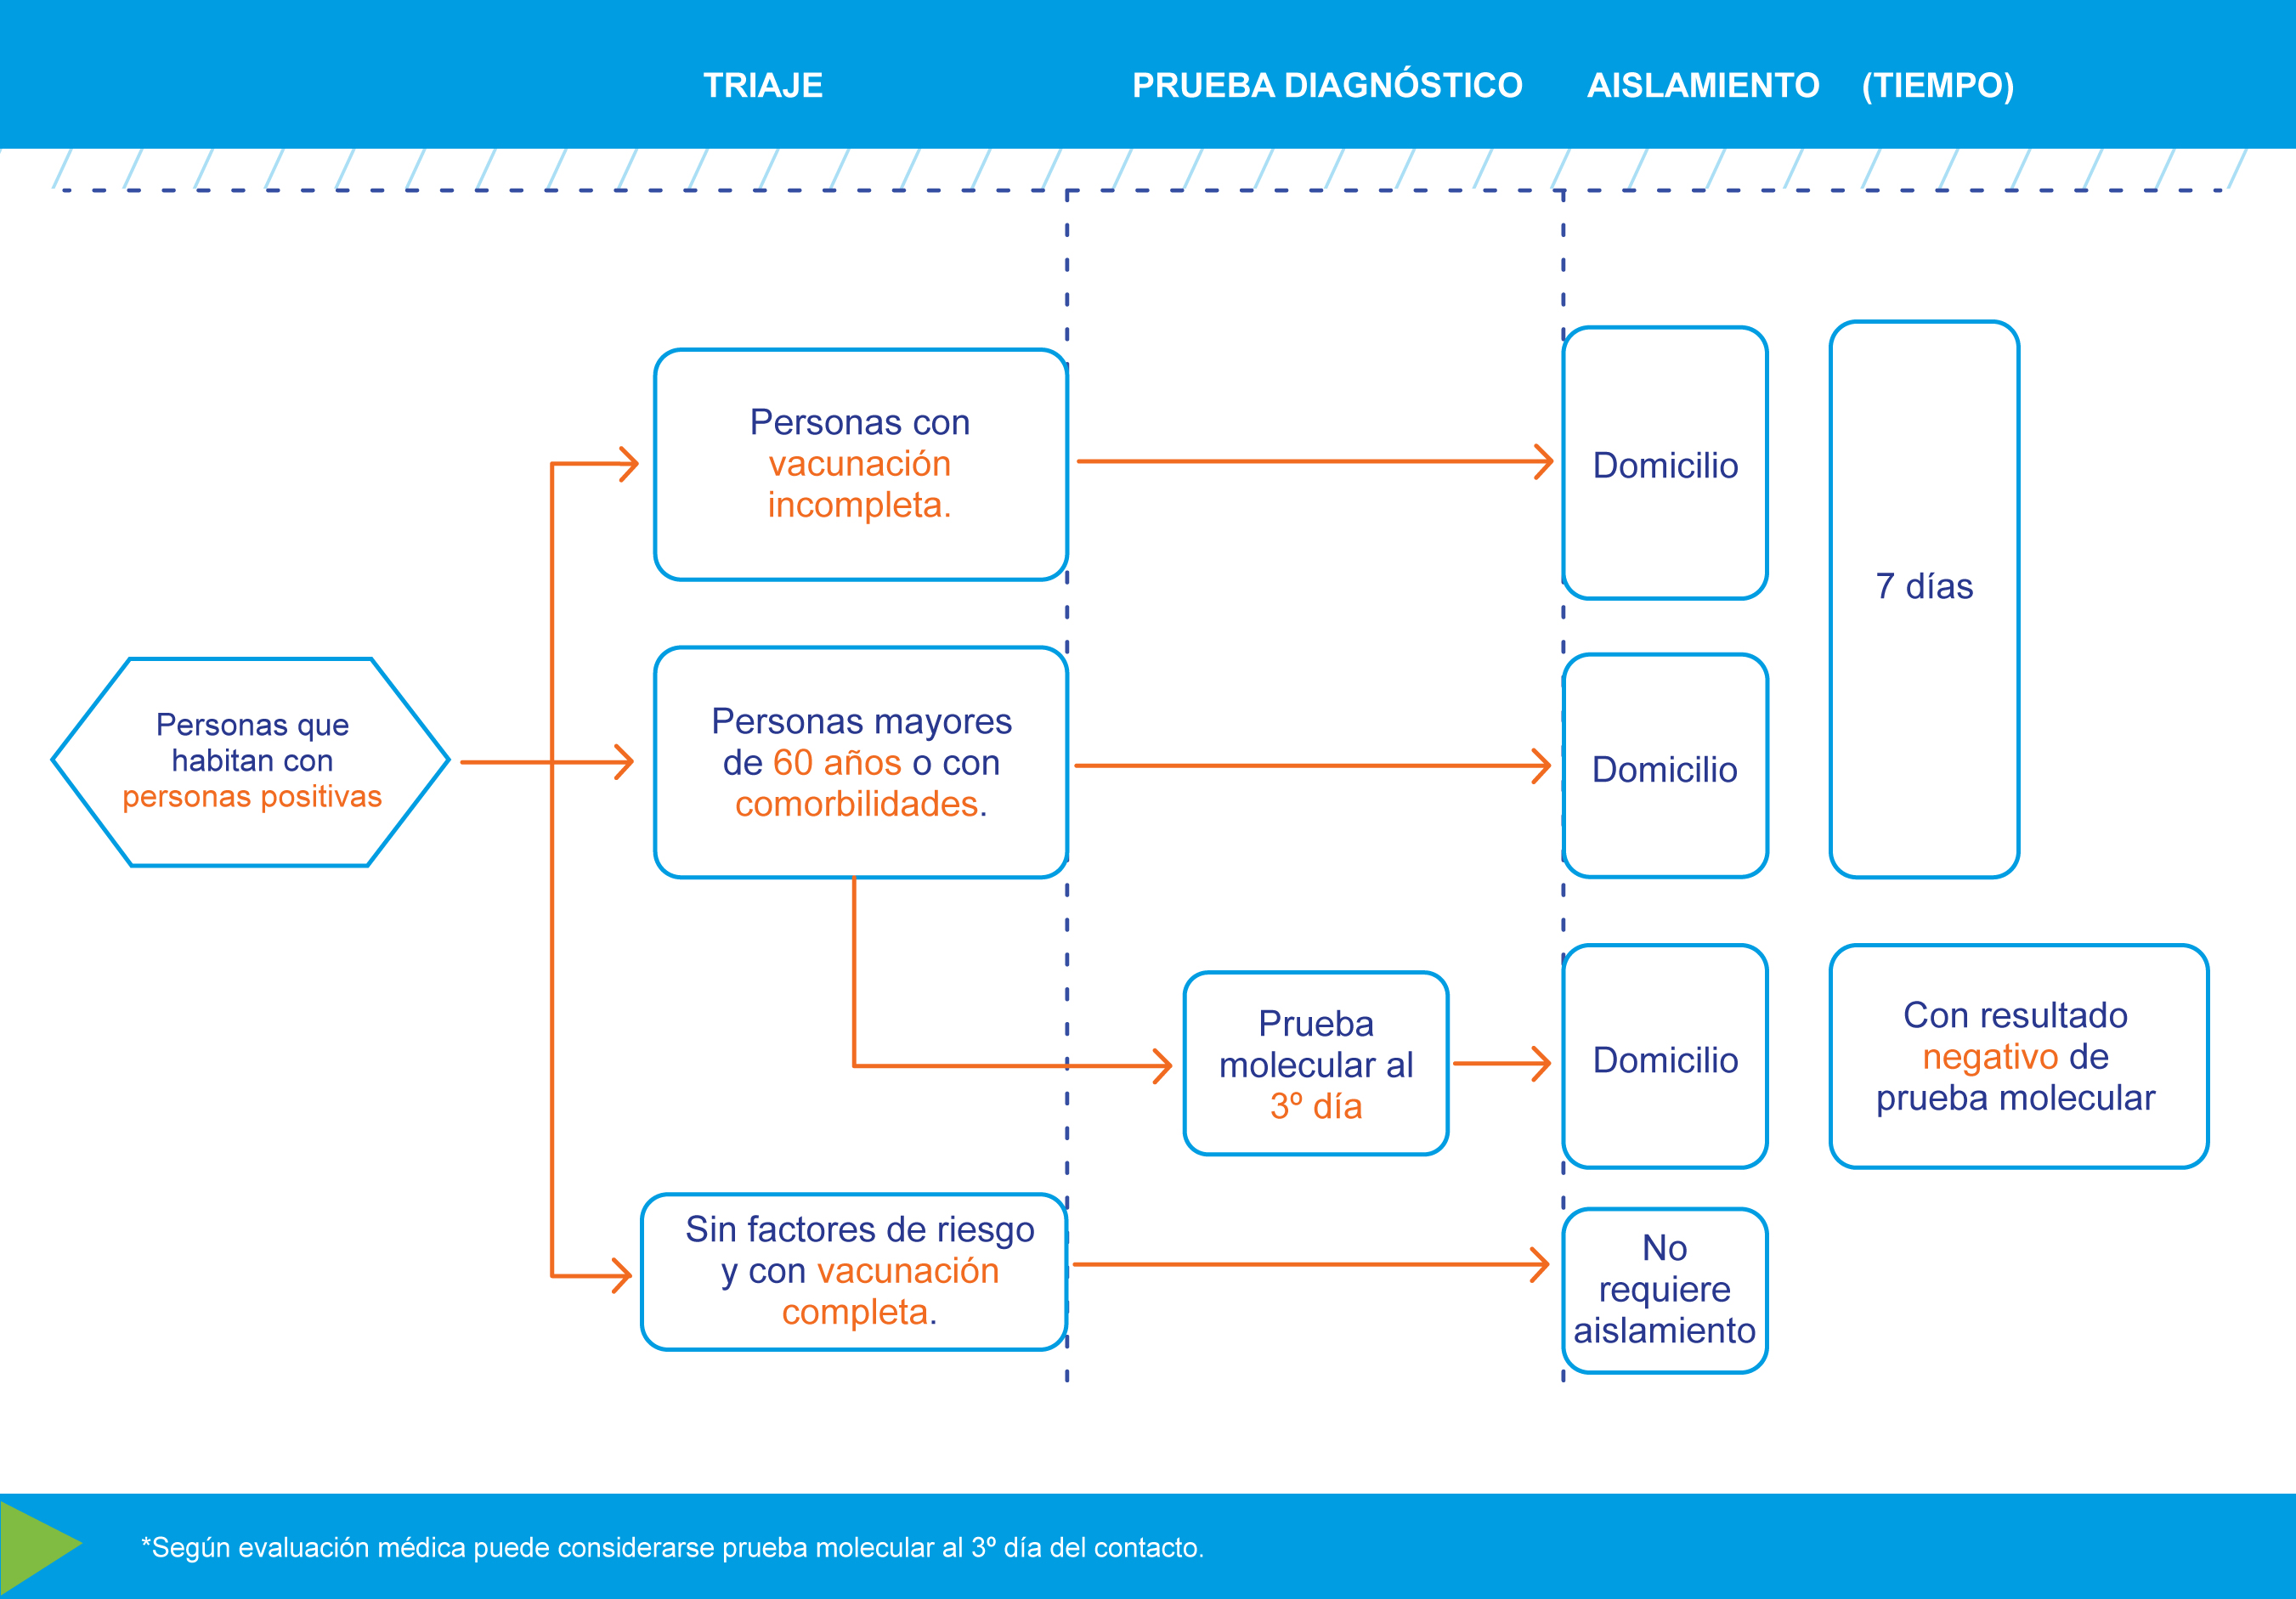 TRIAJE
PRUEBA DIAGNÓSTICO
AISLAMIENTO (TIEMPO)
Personas que
habitan con
personas positivas
Personas con
vacunación
incompleta.
Domicilio
7 días
Personas mayores
de 60 años o con
comorbilidades.
Domicilio
Prueba
molecular al
3º día
Domicilio
Con resultado
negativo de
prueba molecular
Sin factores de riesgo
y con vacunación
completa.
No
requiere
aislamiento
*Según evaluación médica puede considerarse prueba molecular al 3º día del contacto.